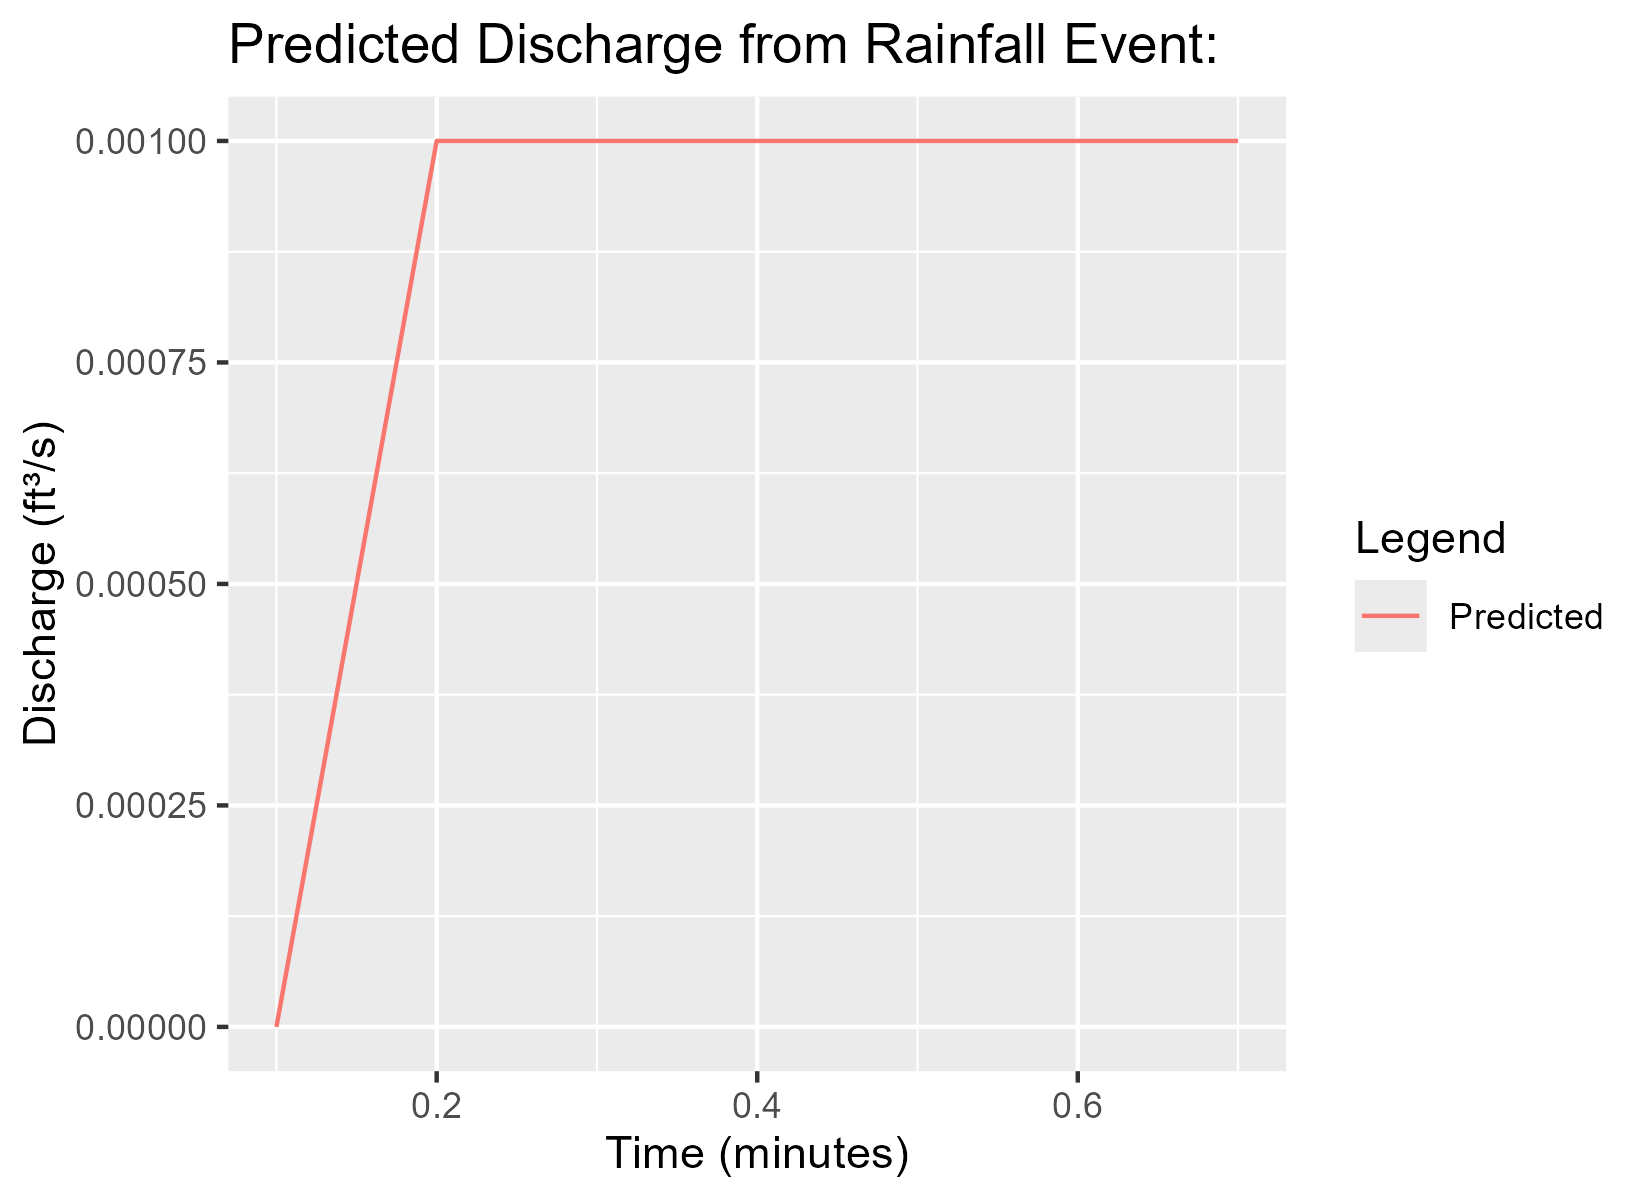 Predicted Discharge from Rainfall Event:
Discharge (ft³/s)
0.00100
0.00075
0.00050
0.00025
0.00000
0.2
0.4
0.6
Time (minutes)
Legend
Predicted